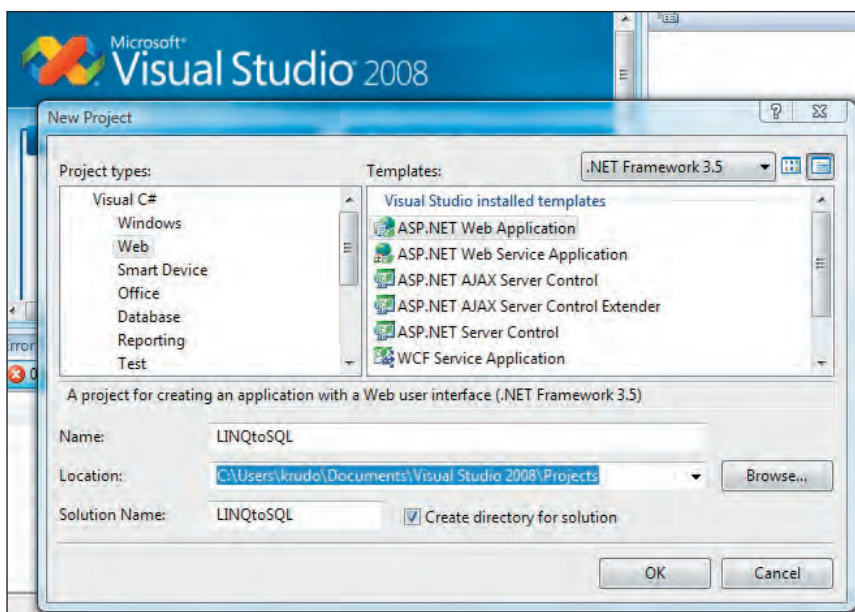 Microsoft®
Visual Studio® 2008
New Project
Project types:
Templates:
.NET Framework 3.5
Visual C#
Windows
Web
Smart Device
Office
Database
Reporting
Test
Visual Studio installed templates
ASP.NET Web Application
ASP.NET Web Service Application
ASP.NET AJAX Server Control
ASP.NET AJAX Server Control Extender
ASP.NET Server Control
WCF Service Application
A project for creating an application with a Web user interface (.NET Framework 3.5)
Name:
LINQtoSQL
Location:
C:\Users\krudo\Documents\Visual Studio 2008\Projects
Browse...
Solution Name:
LINQtoSQL
Create directory for solution
OK
Cancel